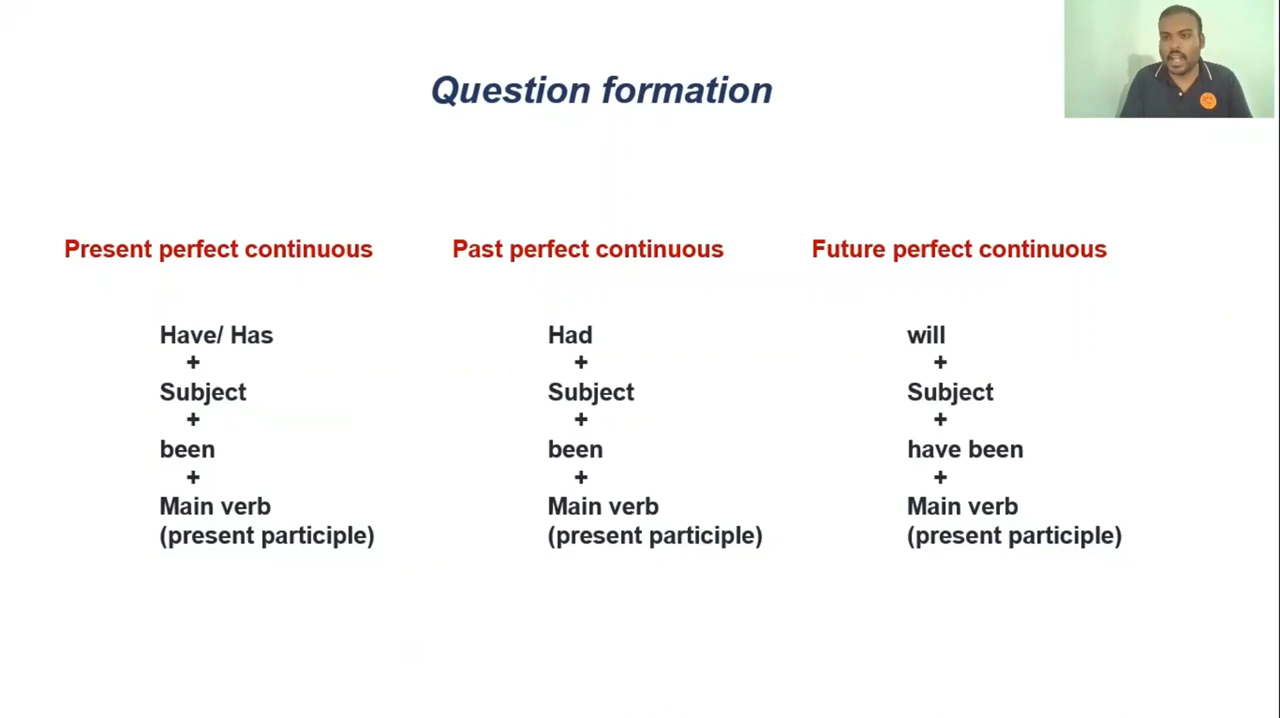 Question formation
Present perfect continuous
Have/ Has
+
Subject
+
been
+
Main verb
(present participle)
Past perfect continuous
Had
+
Subject
+
been
+
Main verb
(present participle)
Future perfect continuous
will
+
Subject
+
have been
+
Main verb
(present participle)